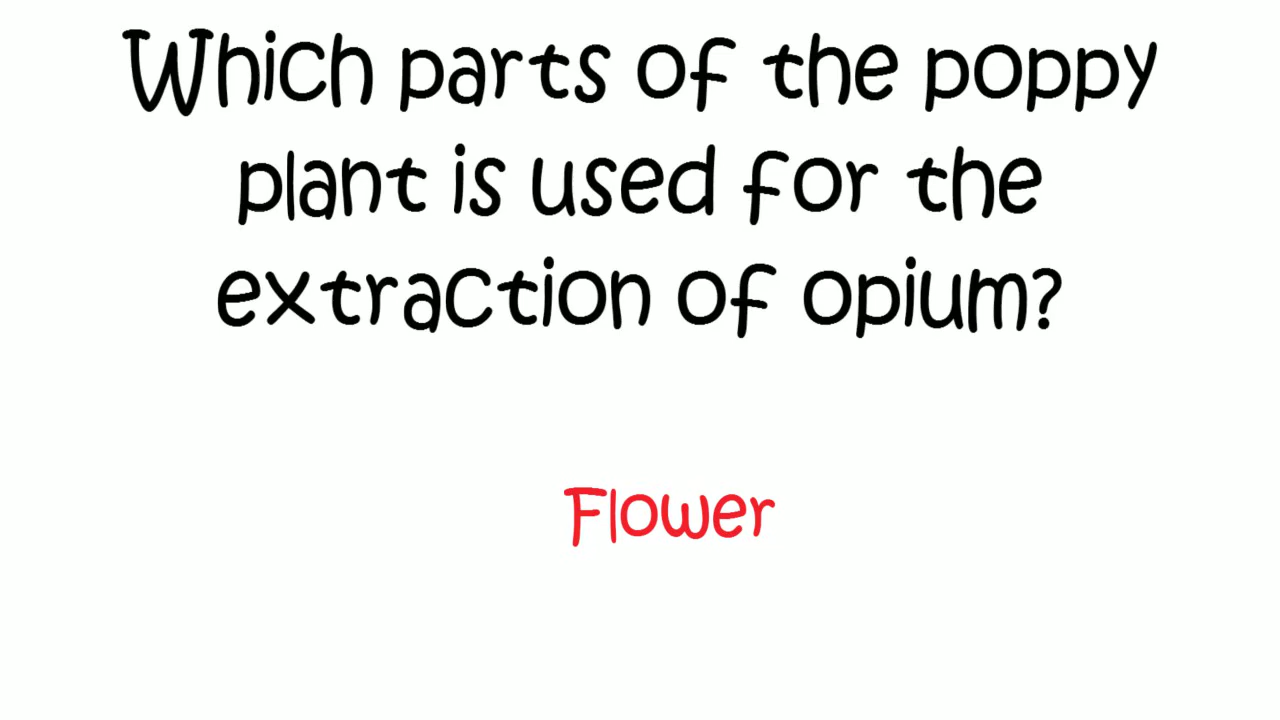 Which parts of the poppy
plant is used for the
extraction of opium?
Flower